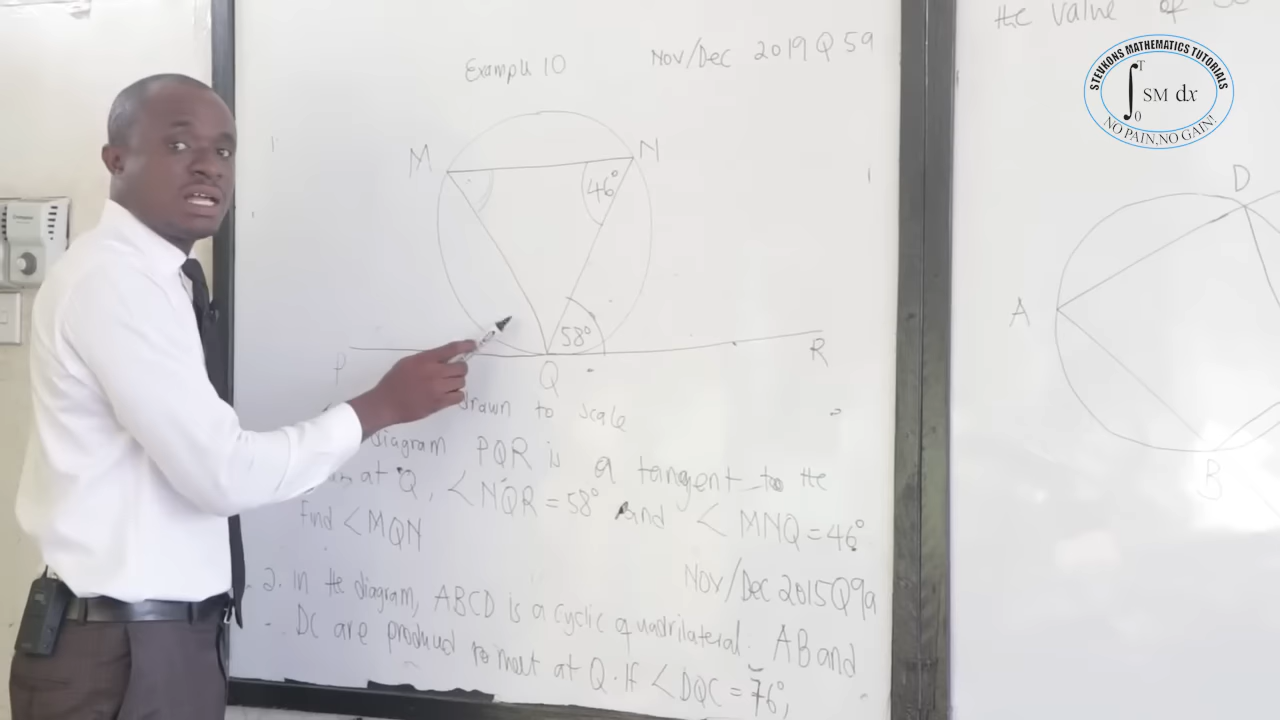 the value of
STEUKONS MATHEMATICS TUTORIALS
∫ T 0 SM dx
NO PAIN, NO GAIN!
Example 10
Nov/Dec 2019 Q 5a
M
N
46°
58°
P
Q
R
drawn to scale
diagram PQR is a tangent to the
at Q, ∠NQR = 58° and ∠MNQ = 46°
Find ∠MQN
Nov/Dec 2015 Q9a
2. In the diagram, ABCD is a cyclic quadrilateral. AB and
DC are produced to meet at Q. If ∠DQC = 76°,
D
A
B